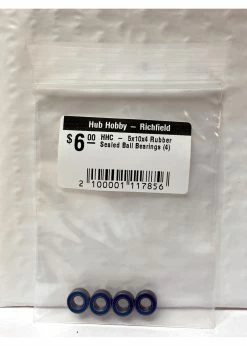 Hub Hobby - Richfield
$6.00 HHC - 5x10x4 Rubber
Sealed Ball Bearings (4)
2 100001 117856